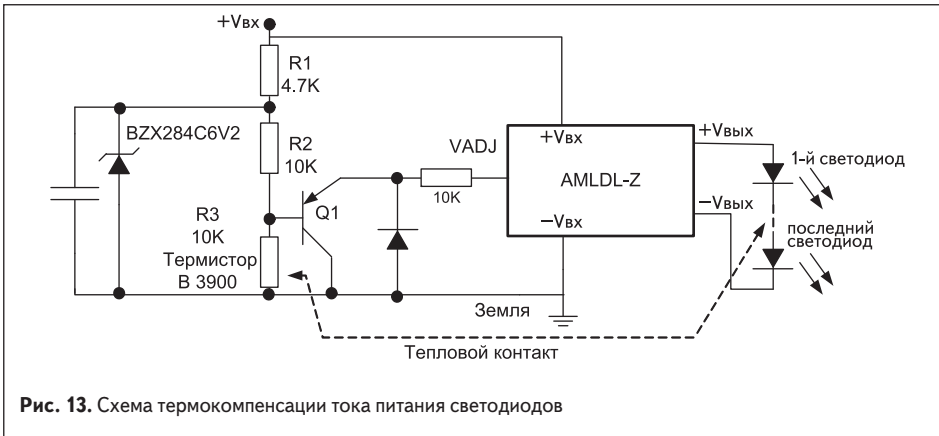 +Vвх
R1
4.7K
BZX284C6V2
R2
10K
VADJ
10K
+Vвх
AMLDL-Z
−Vвх
+Vвых
−Vвых
1-й светодиод
последний
светодиод
Q1
R3
10K
Термистор
B 3900
Земля
Тепловой контакт
Рис. 13. Схема термокомпенсации тока питания светодиодов